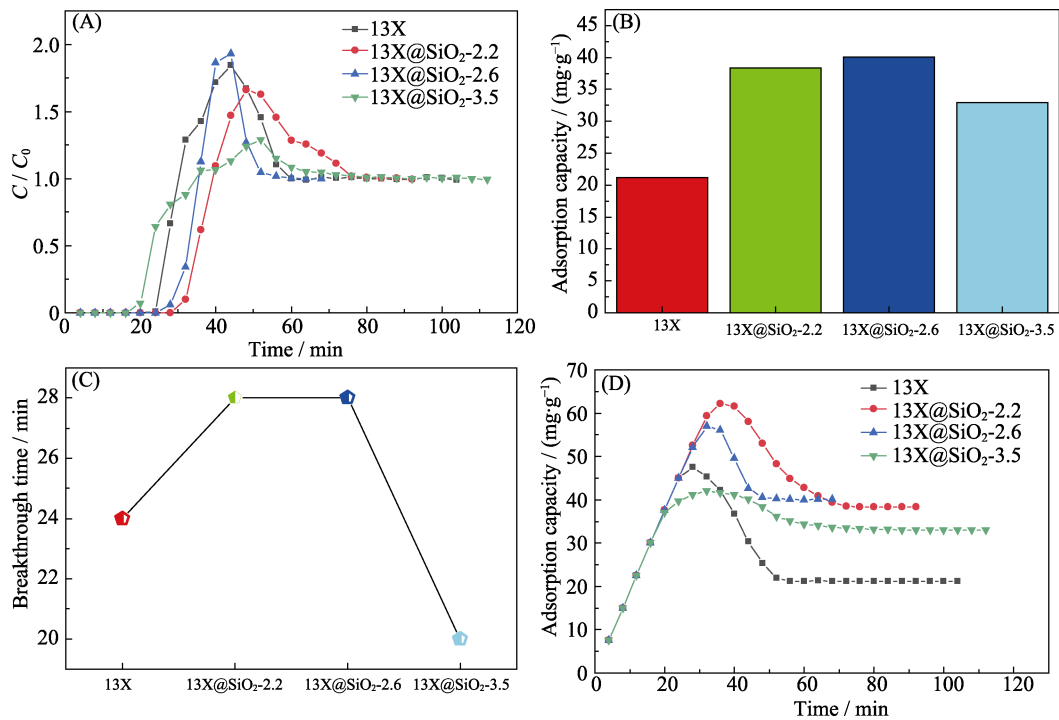 (A)
13X
13X@SiO₂-2.2
13X@SiO₂-2.6
13X@SiO₂-3.5
2.0
1.5
1.0
0.5
0
C / C₀
0 20 40 60 80 100 120
Time / min
(B)
45
40
35
30
25
20
15
10
5
0
Adsorption capacity / (mg·g⁻¹)
13X 13X@SiO₂-2.2 13X@SiO₂-2.6 13X@SiO₂-3.5
(C)
28
26
24
22
20
Breakthrough time / min
13X 13X@SiO₂-2.2 13X@SiO₂-2.6 13X@SiO₂-3.5
(D)
13X
13X@SiO₂-2.2
13X@SiO₂-2.6
13X@SiO₂-3.5
70
60
50
40
30
20
10
0
Adsorption capacity / (mg·g⁻¹)
0 20 40 60 80 100 120
Time / min